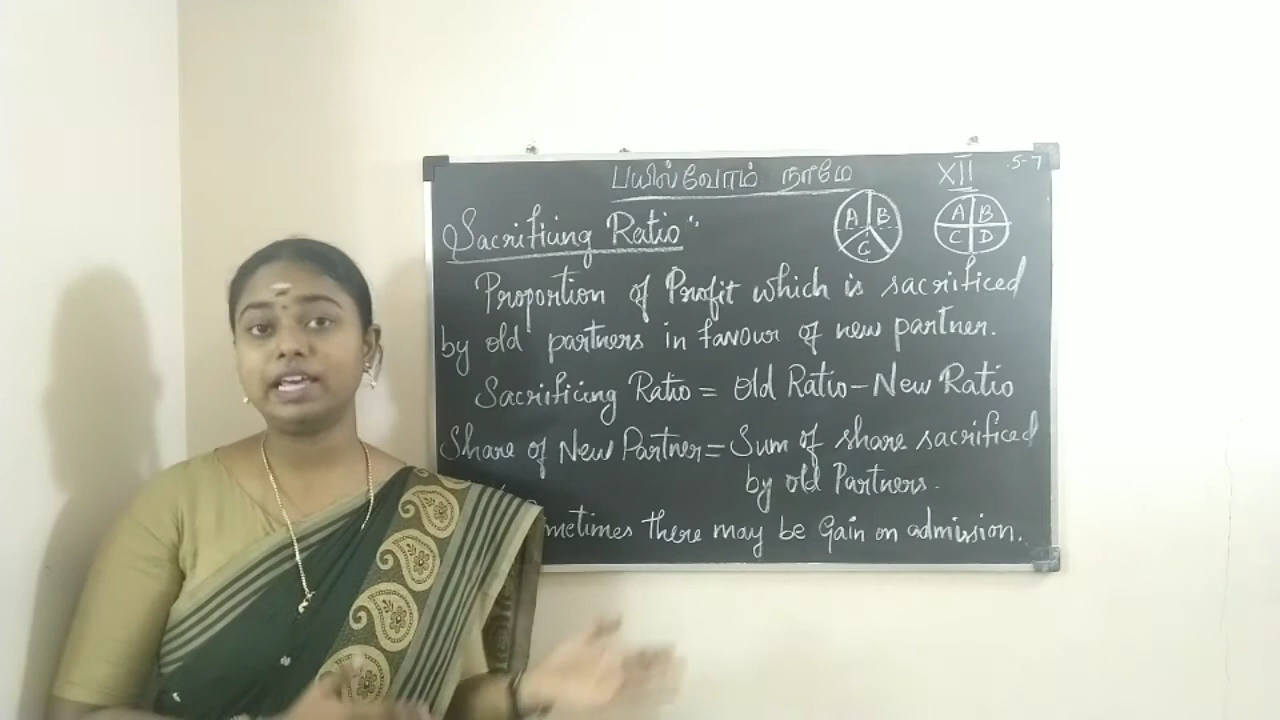 பயில்வோம் நாமே XII 5-7
Sacrificing Ratio"
A B C
A B C D
Proportion of Profit which is sacrificed
by old partners in favour of new partner.
Sacrificing Ratio = Old Ratio - New Ratio
Share of New Partner = Sum of share sacrificed
by old Partners.
metimes there may be Gain on admission.